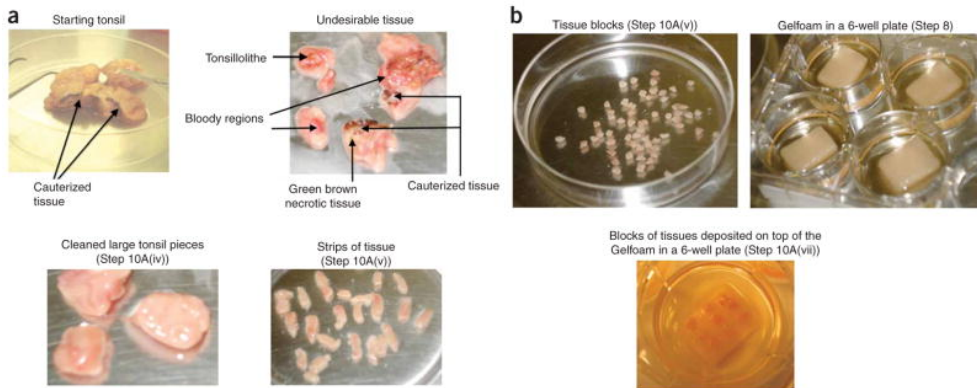 a
Starting tonsil
Cauterized
tissue
Undesirable tissue
Tonsillolithe
Bloody regions
Green brown
necrotic tissue
Cauterized tissue
Cleaned large tonsil pieces
(Step 10A(iv))
Strips of tissue
(Step 10A(v))
b
Tissue blocks (Step 10A(v))
Gelfoam in a 6-well plate (Step 8)
Blocks of tissues deposited on top of the
Gelfoam in a 6-well plate (Step 10A(vii))